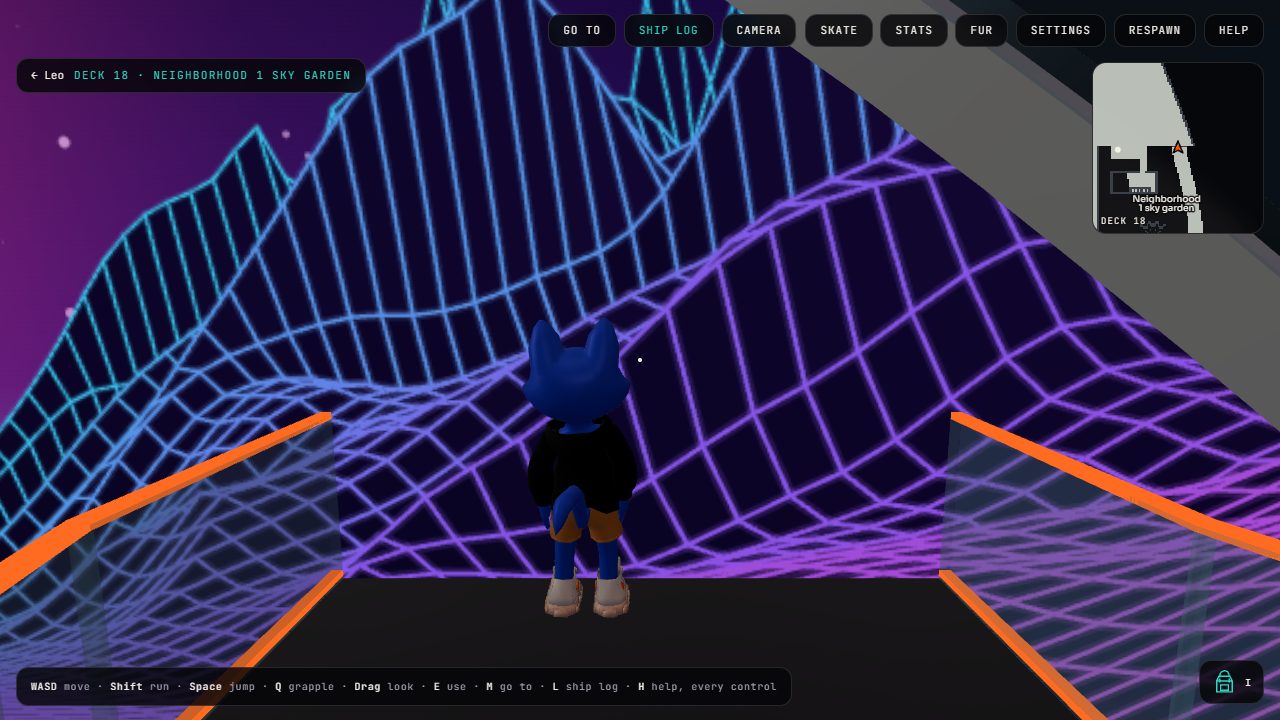 GO TO
SHIP LOG
CAMERA
SKATE
STATS
FUR
SETTINGS
RESPAWN
HELP
← Leo DECK 18 · NEIGHBORHOOD 1 SKY GARDEN
Neighborhood
1 sky garden
DECK 18
WASD move · Shift run · Space jump · Q grapple · Drag look · E use · M go to · L ship log · H help, every control
I